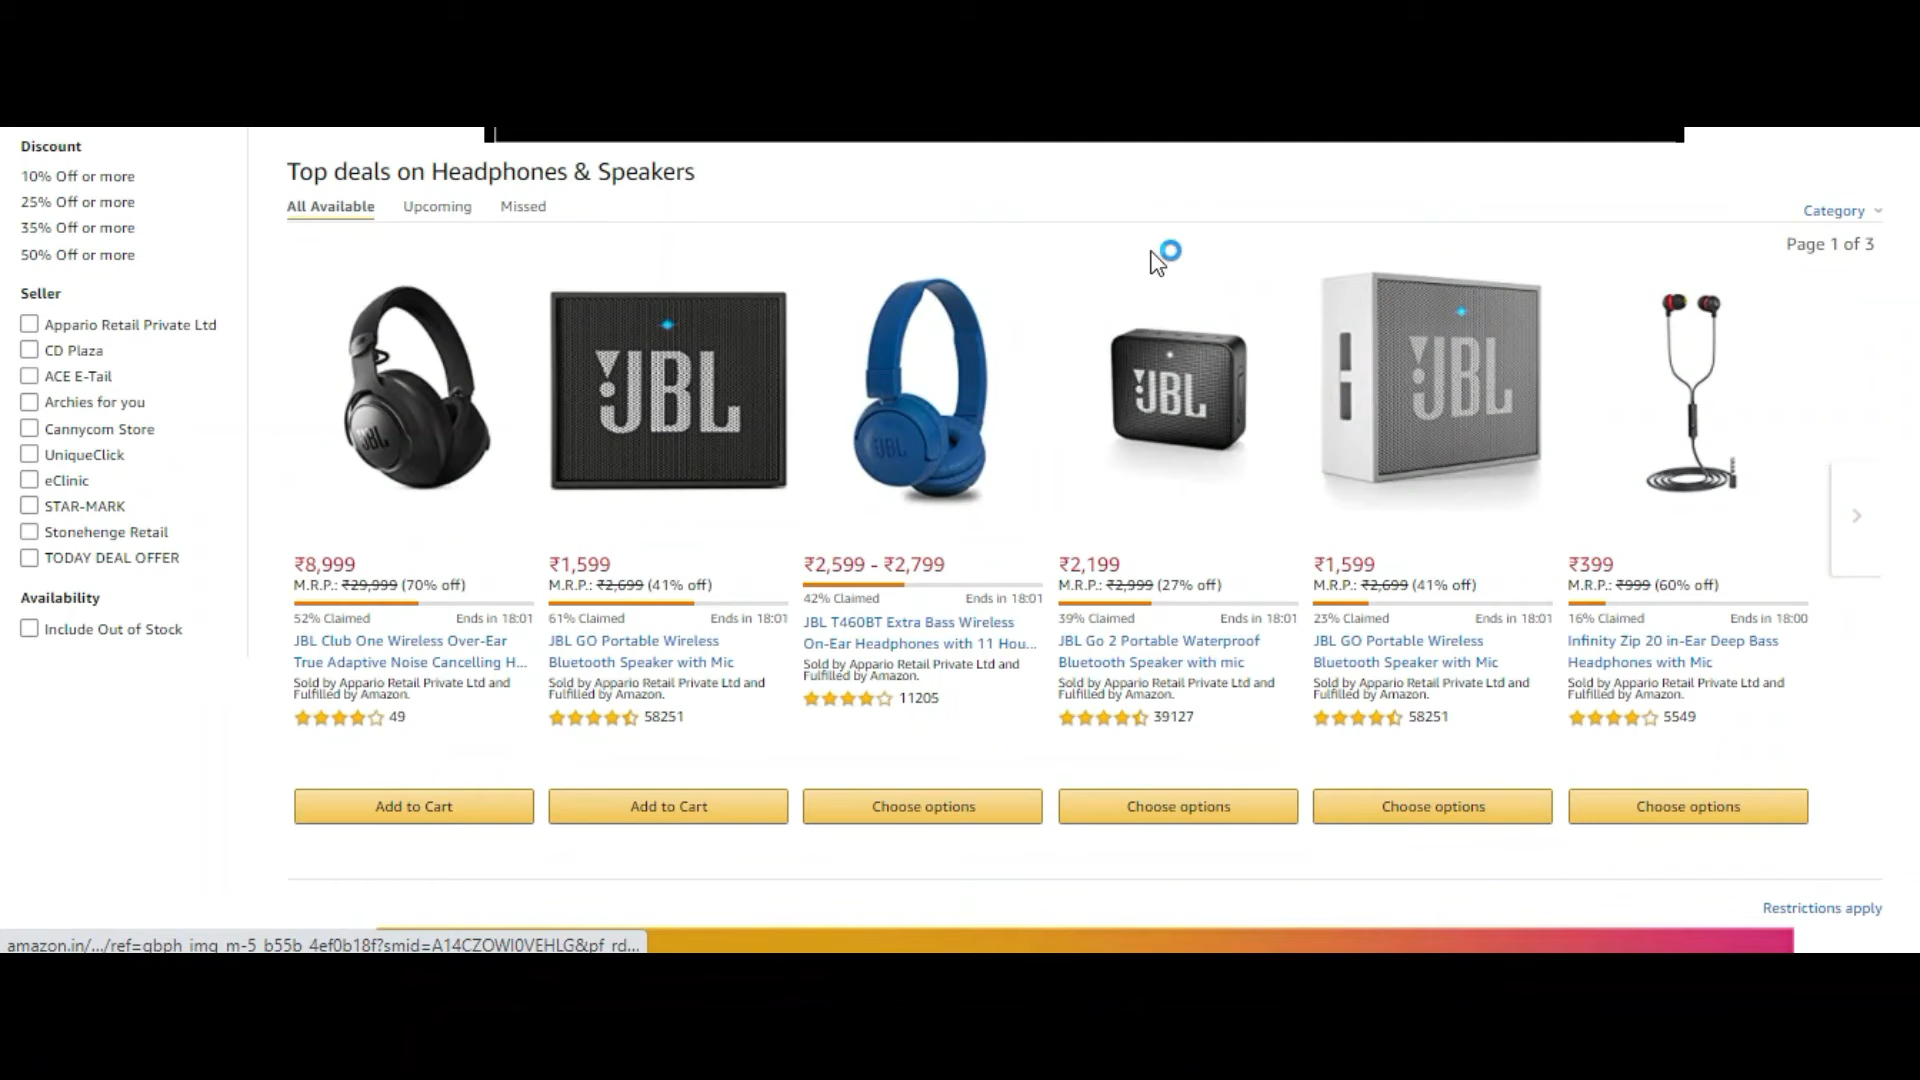 Discount
10% Off or more
25% Off or more
35% Off or more
50% Off or more
Seller
Appario Retail Private Ltd
CD Plaza
ACE E-Tail
Archies for you
Cannycom Store
UniqueClick
eClinic
STAR-MARK
Stonehenge Retail
TODAY DEAL OFFER
Availability
Include Out of Stock
Top deals on Headphones & Speakers
All Available Upcoming Missed
Category
Page 1 of 3
JBL
JBL
JBL
JBL
JBL
₹8,999
M.R.P.: ₹29,999 (70% off)
52% Claimed Ends in 18:01
JBL Club One Wireless Over-Ear
True Adaptive Noise Cancelling H...
Sold by Appario Retail Private Ltd and
Fulfilled by Amazon.
49
Add to Cart
₹1,599
M.R.P.: ₹2,699 (41% off)
61% Claimed Ends in 18:01
JBL GO Portable Wireless
Bluetooth Speaker with Mic
Sold by Appario Retail Private Ltd and
Fulfilled by Amazon.
58251
Add to Cart
₹2,599 - ₹2,799
42% Claimed Ends in 18:01
JBL T460BT Extra Bass Wireless
On-Ear Headphones with 11 Hou...
Sold by Appario Retail Private Ltd and
Fulfilled by Amazon.
11205
Choose options
₹2,199
M.R.P.: ₹2,999 (27% off)
39% Claimed Ends in 18:01
JBL Go 2 Portable Waterproof
Bluetooth Speaker with mic
Sold by Appario Retail Private Ltd and
Fulfilled by Amazon.
39127
Choose options
₹1,599
M.R.P.: ₹2,699 (41% off)
23% Claimed Ends in 18:01
JBL GO Portable Wireless
Bluetooth Speaker with Mic
Sold by Appario Retail Private Ltd and
Fulfilled by Amazon.
58251
Choose options
₹399
M.R.P.: ₹999 (60% off)
16% Claimed Ends in 18:00
Infinity Zip 20 in-Ear Deep Bass
Headphones with Mic
Sold by Appario Retail Private Ltd and
Fulfilled by Amazon.
5549
Choose options
Restrictions apply
amazon.in/.../ref=gbph_img_m-5_b55b_4ef0b18f?smid=A14CZOWI0VEHLG&pf_rd...